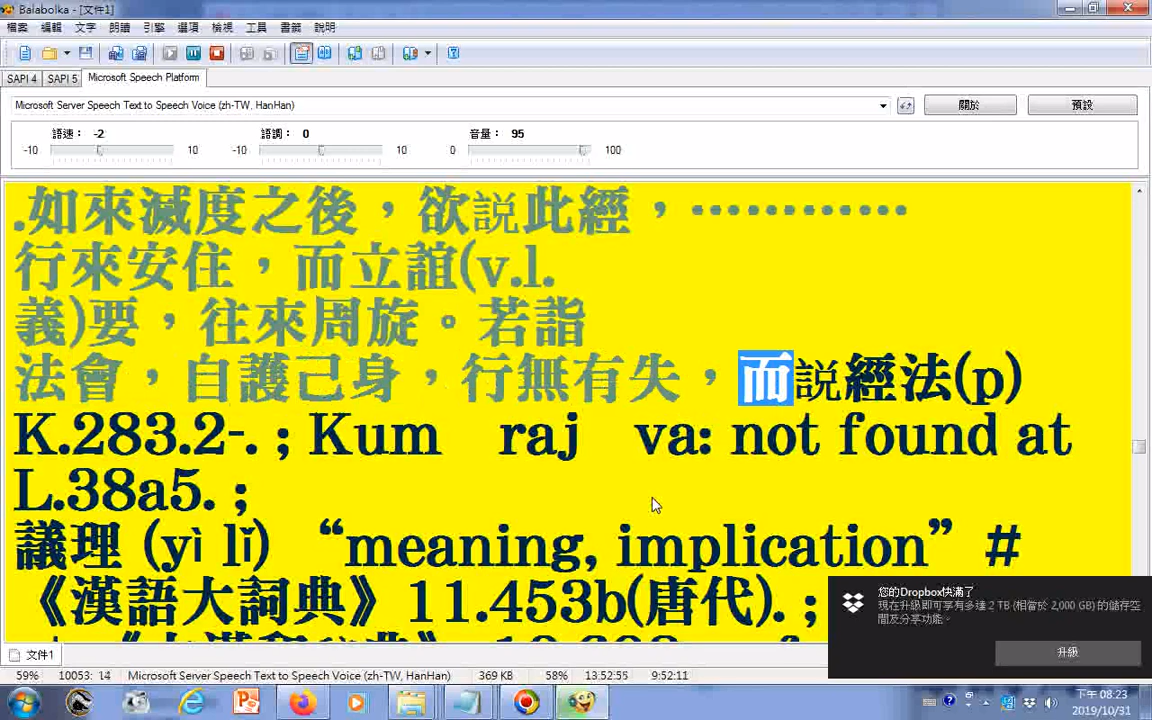 Balabolka - [文件1]
檔案 編輯 文字 朗讀 引擎 選項 檢視 工具 書籤 說明
SAPI 4 SAPI 5 Microsoft Speech Platform
Microsoft Server Speech Text to Speech Voice (zh-TW, HanHan) 關於 預設
語速： -2 語調： 0 音量： 95
-10 10 -10 10 0 100
.如來滅度之後，欲説此經，…………
行來安住，而立誼(v.l.
義)要，往來周旋。若詣
法會，自護己身，行無有失，而説經法(p)
K.283.2-. ; Kum raj va: not found at
L.38a5. ;
議理 (yì lǐ) “meaning, implication” #
《漢語大詞典》11.453b(唐代). ;
您的Dropbox快滿了
現在升級即可享有多達 2 TB (相當於 2,000 GB) 的儲存空
間及分享功能。
升級
文件1
59% 10053: 14 Microsoft Server Speech Text to Speech Voice (zh-TW, HanHan) 369 KB 58% 13:52:55 9:52:11
下午 08:23
2019/10/31